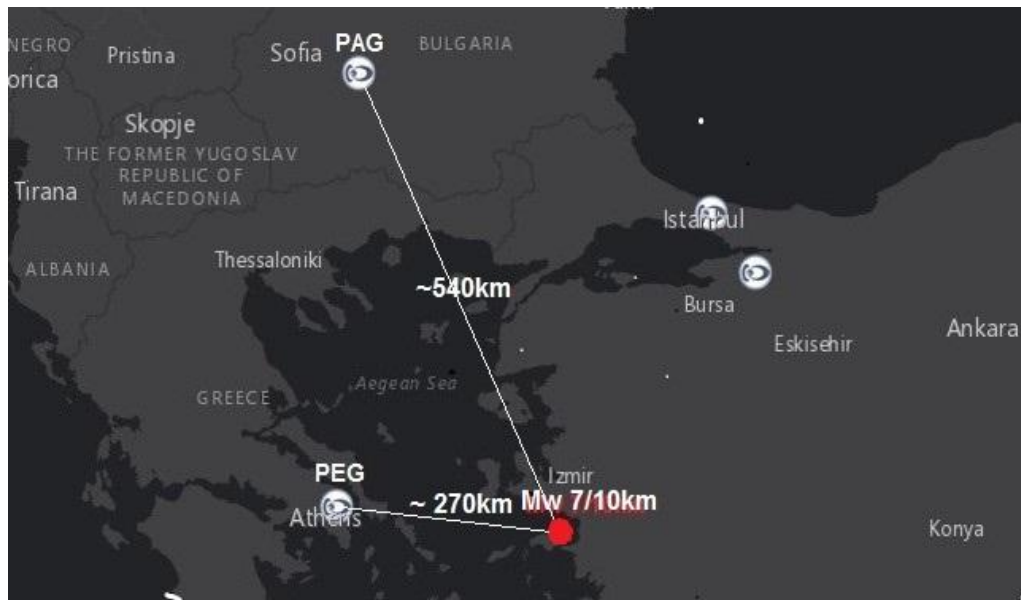 NEGRO
Pristina
Sofia
PAG
BULGARIA
orica
Skopje
THE FORMER YUGOSLAV
REPUBLIC OF
MACEDONIA
Tirana
Istanbul
ALBANIA
Thessaloniki
~540km
Bursa
Ankara
Eskisehir
Aegean Sea
GREECE
PEG
Izmir
~ 270km
Mw 7/10km
Athens
Konya